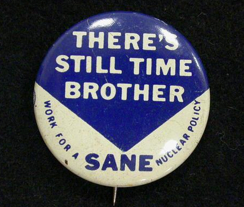 THERE'S
STILL TIME
BROTHER
WORK FOR A SANE NUCLEAR POLICY